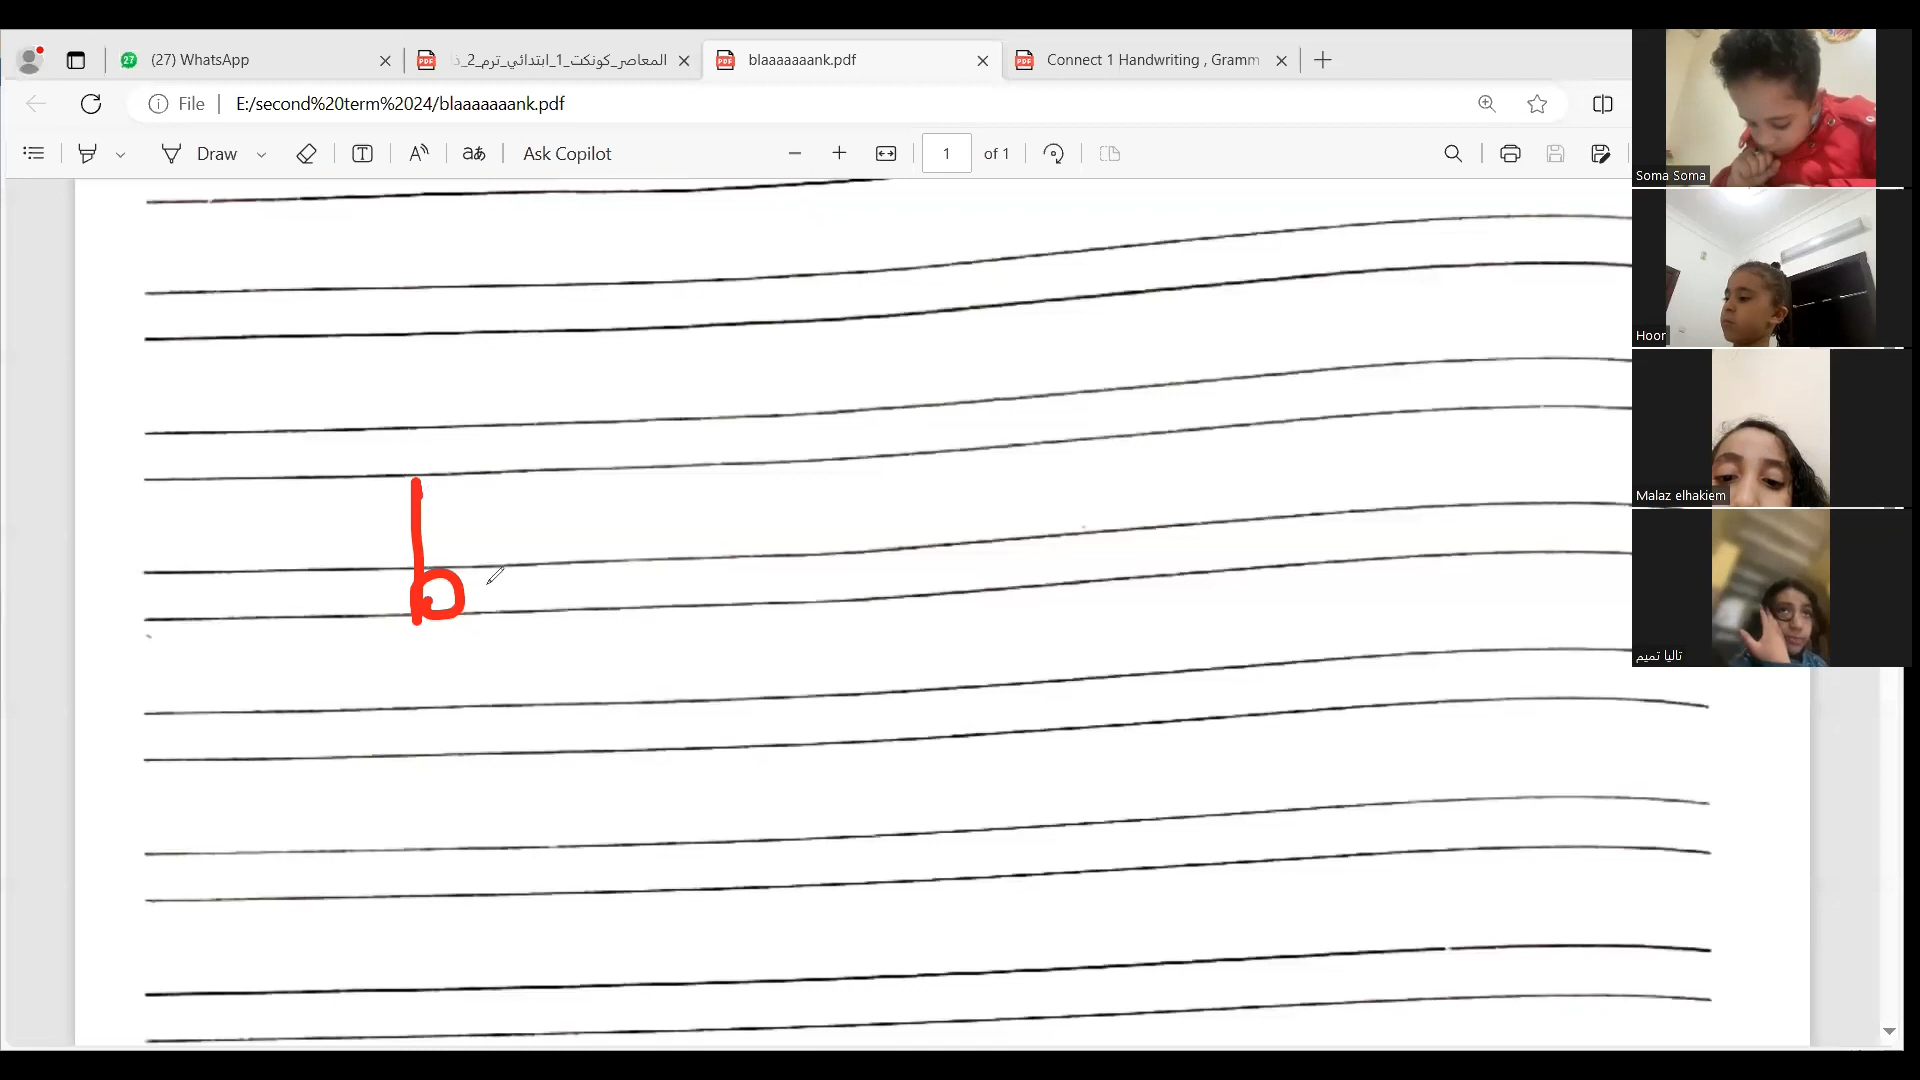 (27) WhatsApp
المعاصر_كونكت_1_ابتدائي_ترم_2_ذ
blaaaaaaank.pdf
Connect 1 Handwriting , Gramm
File
E:/second%20term%2024/blaaaaaaank.pdf
Draw
Ask Copilot
1 of 1
Soma Soma
Hoor
Malaz elhakiem
تاليا تميم
b